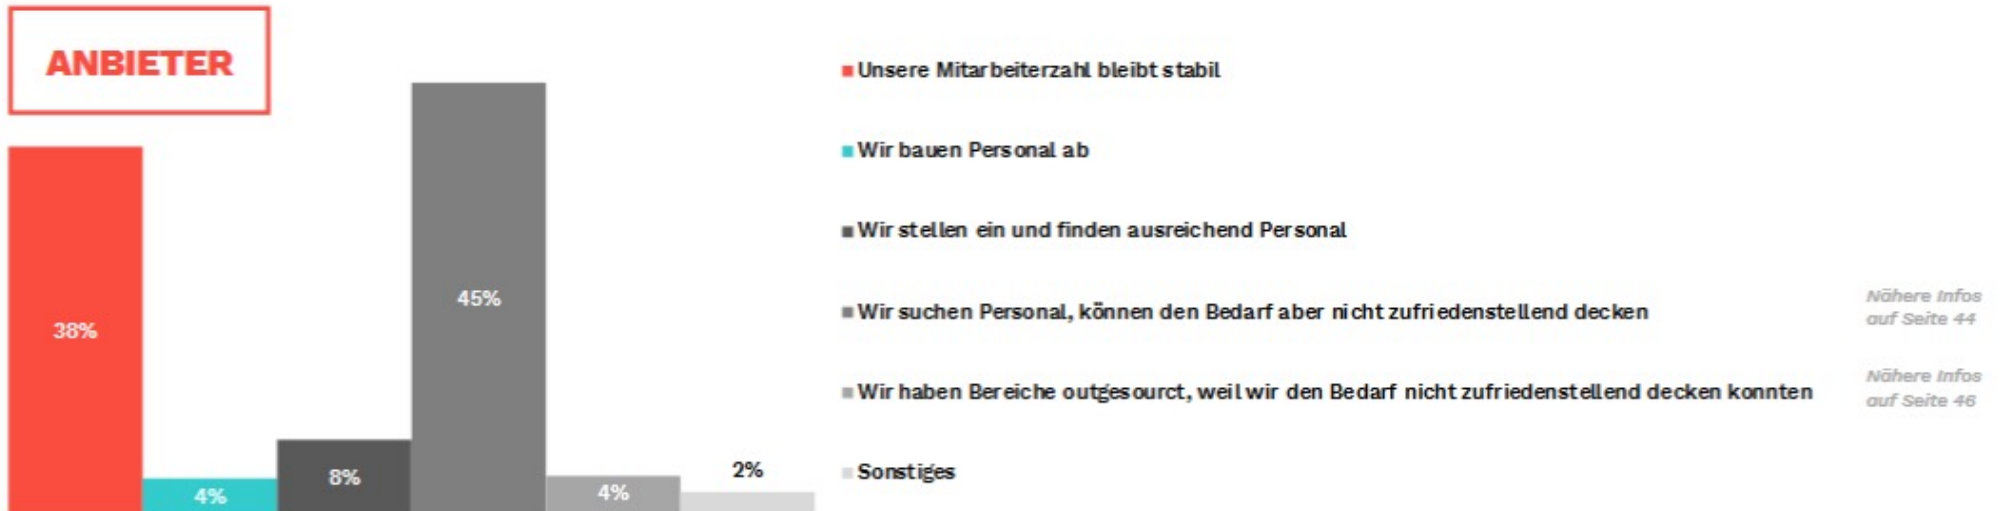 ANBIETER
38%
4%
8%
45%
4%
2%
Unsere Mitarbeiterzahl bleibt stabil
Wir bauen Personal ab
Wir stellen ein und finden ausreichend Personal
Wir suchen Personal, können den Bedarf aber nicht zufriedenstellend decken
Nähere Infos
auf Seite 44
Wir haben Bereiche outgesourct, weil wir den Bedarf nicht zufriedenstellend decken konnten
Nähere Infos
auf Seite 46
Sonstiges